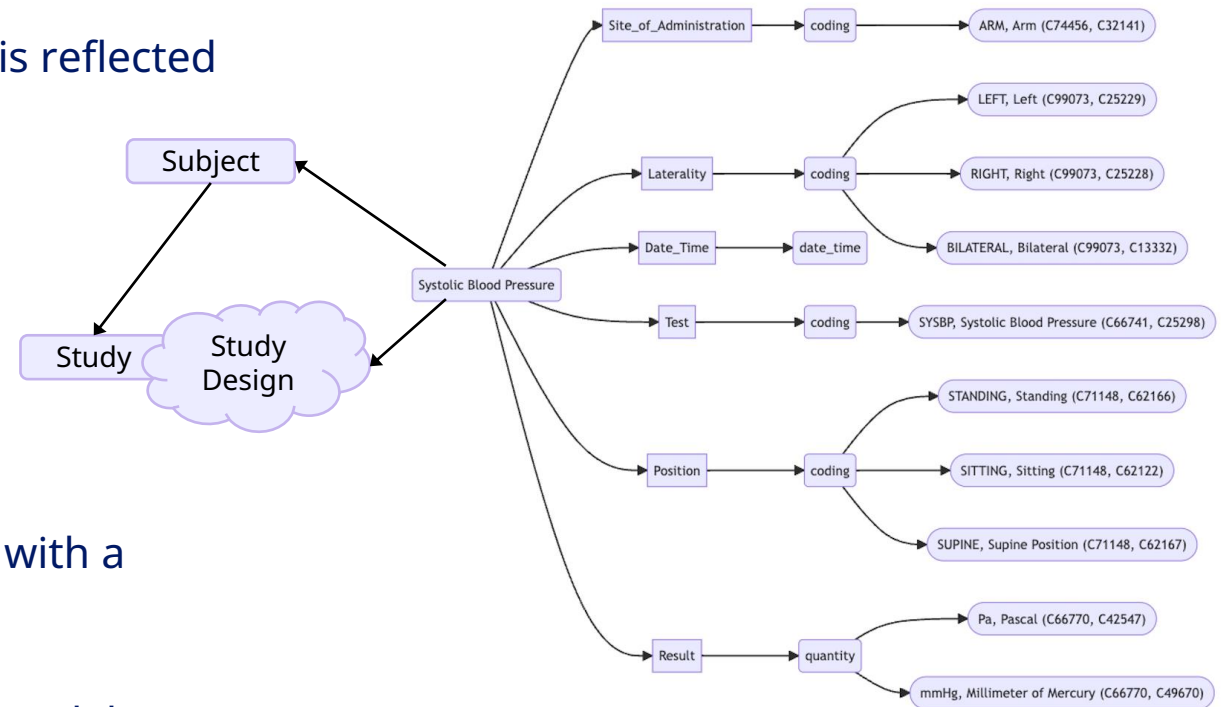 is reflected
Subject
Study
Study
Design
with a
Systolic Blood Pressure
Site_of_Administration
coding
ARM, Arm (C74456, C32141)
LEFT, Left (C99073, C25229)
Laterality
coding
RIGHT, Right (C99073, C25228)
BILATERAL, Bilateral (C99073, C13332)
Date_Time
date_time
Test
coding
SYSBP, Systolic Blood Pressure (C66741, C25298)
STANDING, Standing (C71148, C62166)
Position
coding
SITTING, Sitting (C71148, C62122)
SUPINE, Supine Position (C71148, C62167)
Pa, Pascal (C66770, C42547)
Result
quantity
mmHg, Millimeter of Mercury (C66770, C49670)